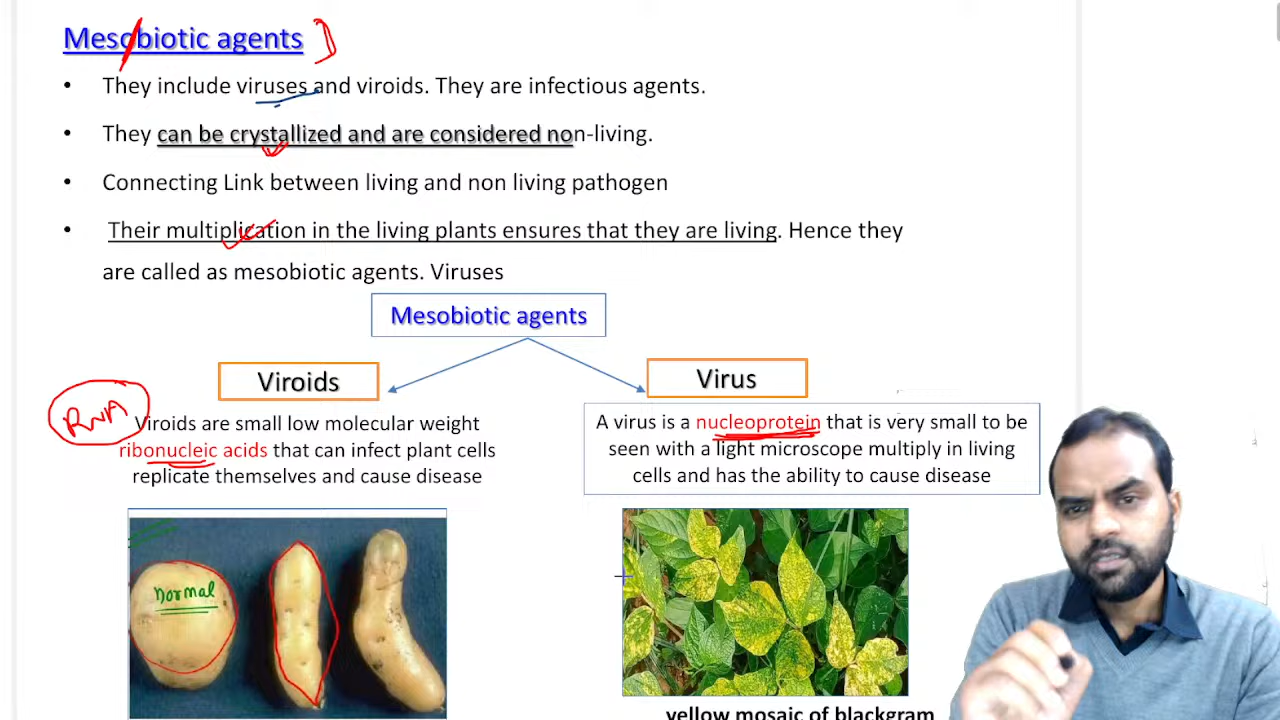 Mesobiotic agents
• They include viruses and viroids. They are infectious agents.
• They can be crystallized and are considered non-living.
• Connecting Link between living and non living pathogen
• Their multiplication in the living plants ensures that they are living. Hence they
are called as mesobiotic agents. Viruses
Mesobiotic agents
Viroids
Virus
RNA
Viroids are small low molecular weight
ribonucleic acids that can infect plant cells
replicate themselves and cause disease
A virus is a nucleoprotein that is very small to be
seen with a light microscope multiply in living
cells and has the ability to cause disease
normal
yellow mosaic of blackgram